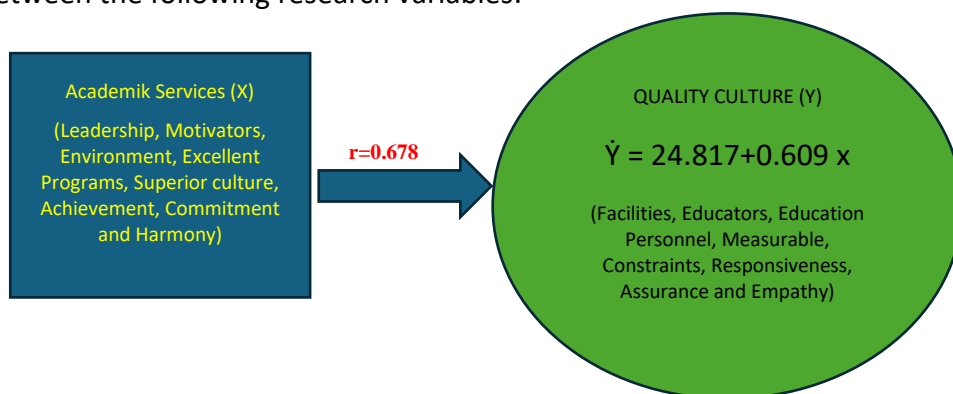 etween the following research variables:
Academik Services (X)
(Leadership, Motivators,
Environment, Excellent
Programs, Superior culture,
Achievement, Commitment
and Harmony)
r=0.678
QUALITY CULTURE (Y)
Ẏ = 24.817+0.609 x
(Facilities, Educators, Education
Personnel, Measurable,
Constraints, Responsiveness,
Assurance and Empathy)